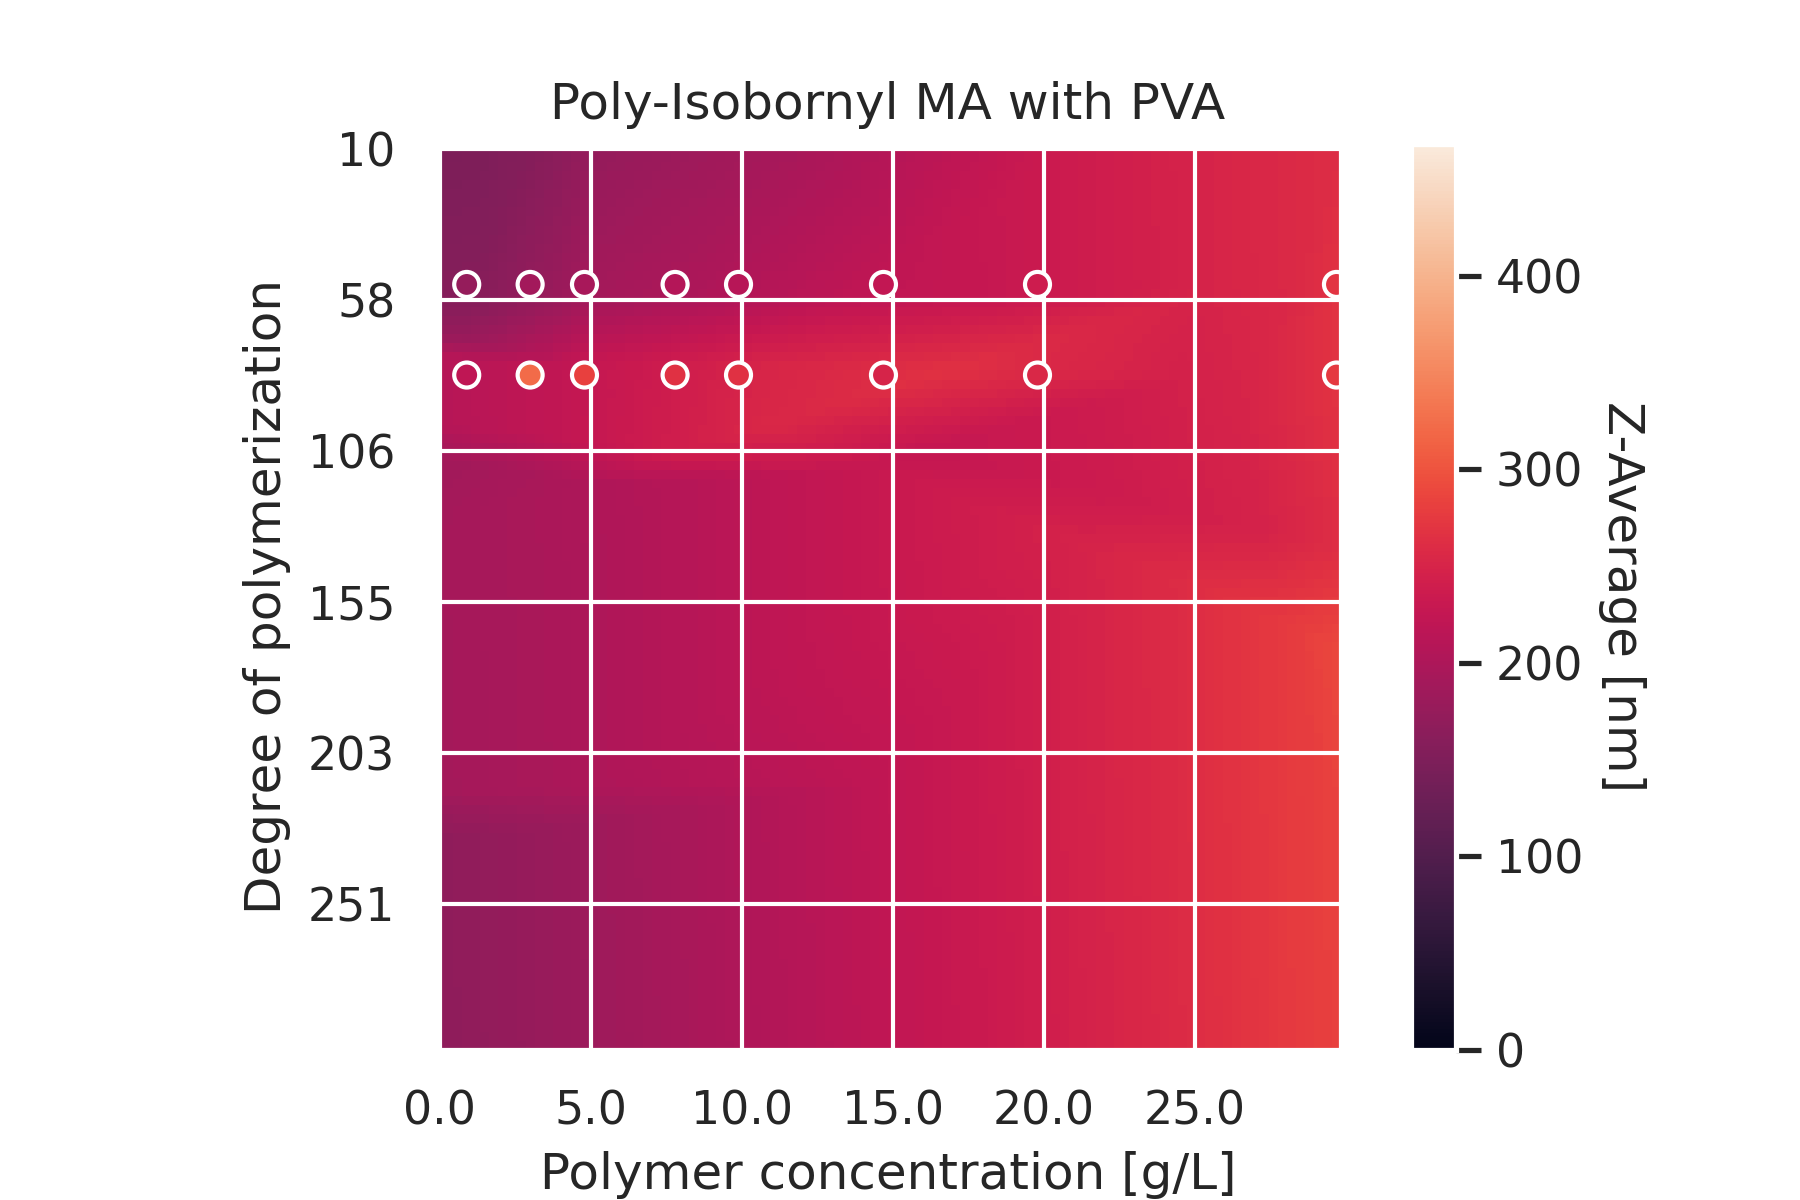 Poly-Isobornyl MA with PVA
10
58
106
155
203
251
Degree of polymerization
0.0 5.0 10.0 15.0 20.0 25.0
Polymer concentration [g/L]
400
300
200
100
0
Z-Average [nm]